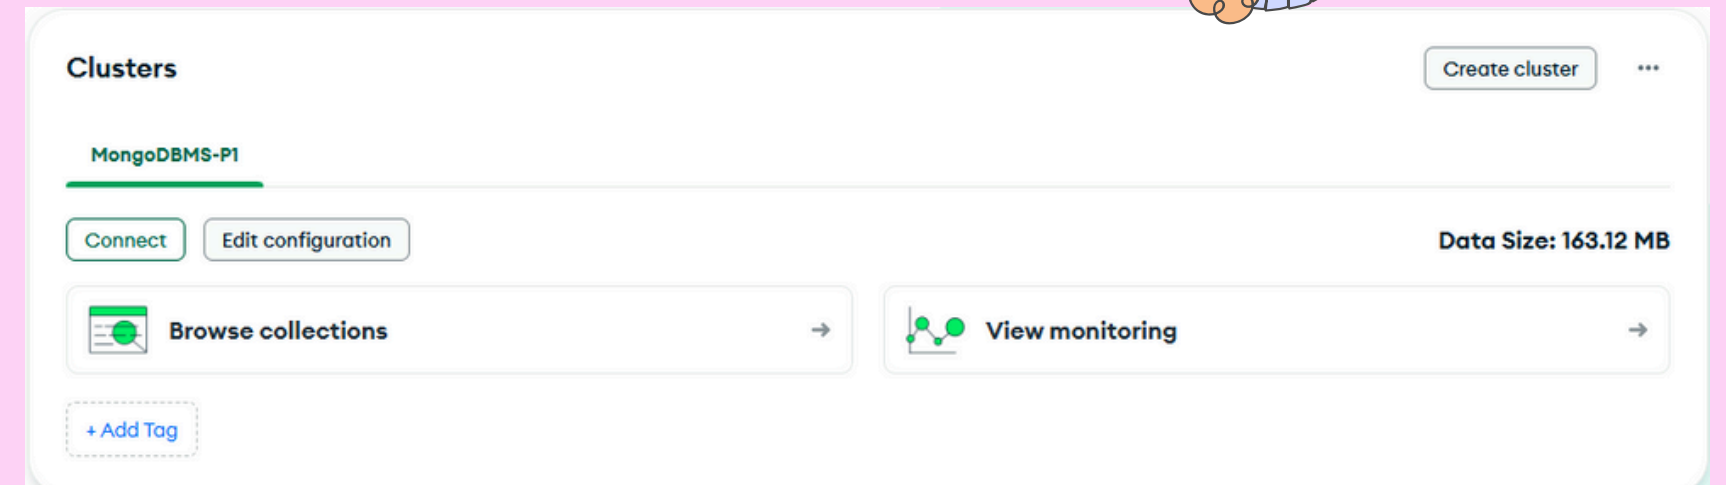 Clusters
Create cluster
MongoDBMS-P1
Connect
Edit configuration
Data Size: 163.12 MB
Browse collections
View monitoring
+ Add Tag